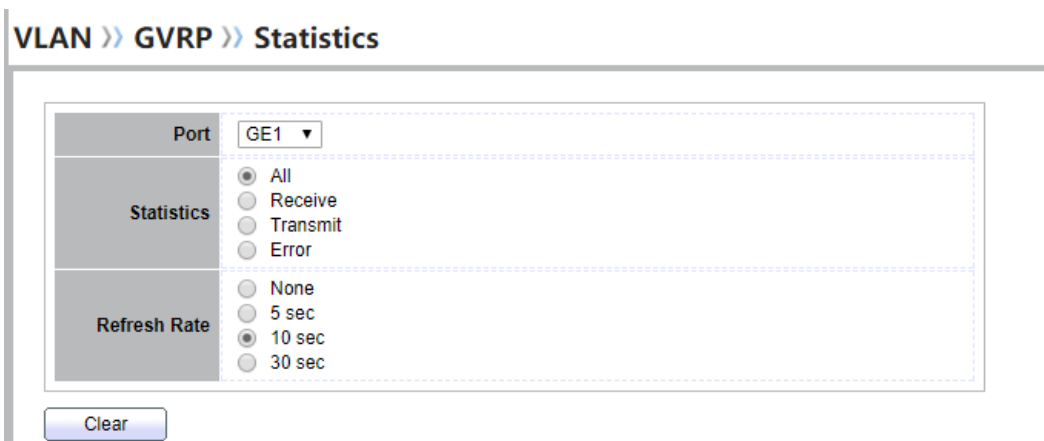 VLAN 》 GVRP 》 Statistics
Port GE1
Statistics
All
Receive
Transmit
Error
Refresh Rate
None
5 sec
10 sec
30 sec
Clear